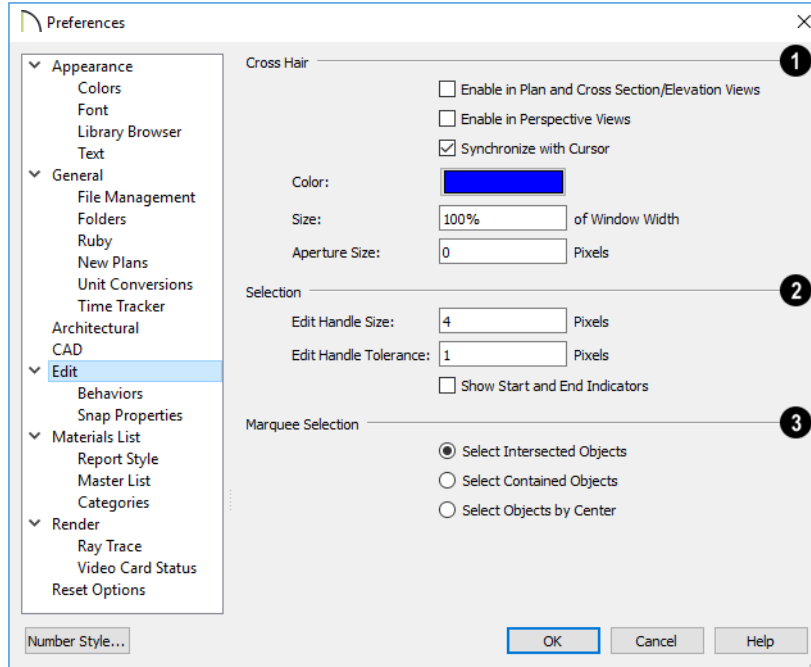 Preferences
Appearance
Colors
Font
Library Browser
Text
General
File Management
Folders
Ruby
New Plans
Unit Conversions
Time Tracker
Architectural
CAD
Edit
Behaviors
Snap Properties
Materials List
Report Style
Master List
Categories
Render
Ray Trace
Video Card Status
Reset Options
Cross Hair 1
Enable in Plan and Cross Section/Elevation Views
Enable in Perspective Views
Synchronize with Cursor
Color:
Size: 100% of Window Width
Aperture Size: 0 Pixels
Selection 2
Edit Handle Size: 4 Pixels
Edit Handle Tolerance: 1 Pixels
Show Start and End Indicators
Marquee Selection 3
Select Intersected Objects
Select Contained Objects
Select Objects by Center
Number Style... OK Cancel Help